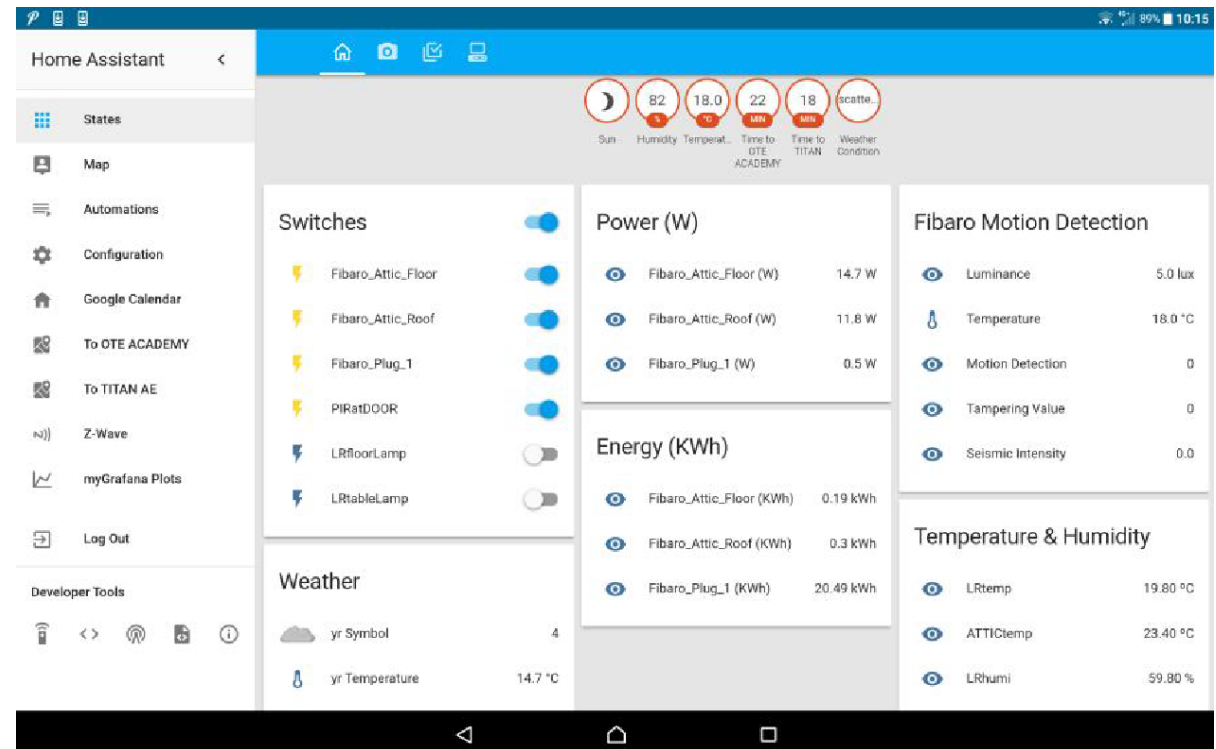 89% 10:15
Home Assistant
States
Map
Automations
Configuration
Google Calendar
To OTE ACADEMY
To TITAN AE
Z-Wave
myGrafana Plots
Log Out
Developer Tools
82 18.0 22 18 scatte..
% °C MIN MIN
Sun Humidity Temperat... Time to OTE ACADEMY Time to TITAN Weather Condition
Switches
Fibaro_Attic_Floor
Fibaro_Attic_Roof
Fibaro_Plug_1
PIRatDOOR
LRfloorLamp
LRtableLamp
Weather
yr Symbol 4
yr Temperature 14.7 °C
Power (W)
Fibaro_Attic_Floor (W) 14.7 W
Fibaro_Attic_Roof (W) 11.8 W
Fibaro_Plug_1 (W) 0.5 W
Energy (KWh)
Fibaro_Attic_Floor (KWh) 0.19 kWh
Fibaro_Attic_Roof (KWh) 0.3 kWh
Fibaro_Plug_1 (KWh) 20.49 kWh
Fibaro Motion Detection
Luminance 5.0 lux
Temperature 18.0 °C
Motion Detection 0
Tampering Value 0
Seismic Intensity 0.0
Temperature & Humidity
LRtemp 19.80 ºC
ATTICtemp 23.40 ºC
LRhumi 59.80 %